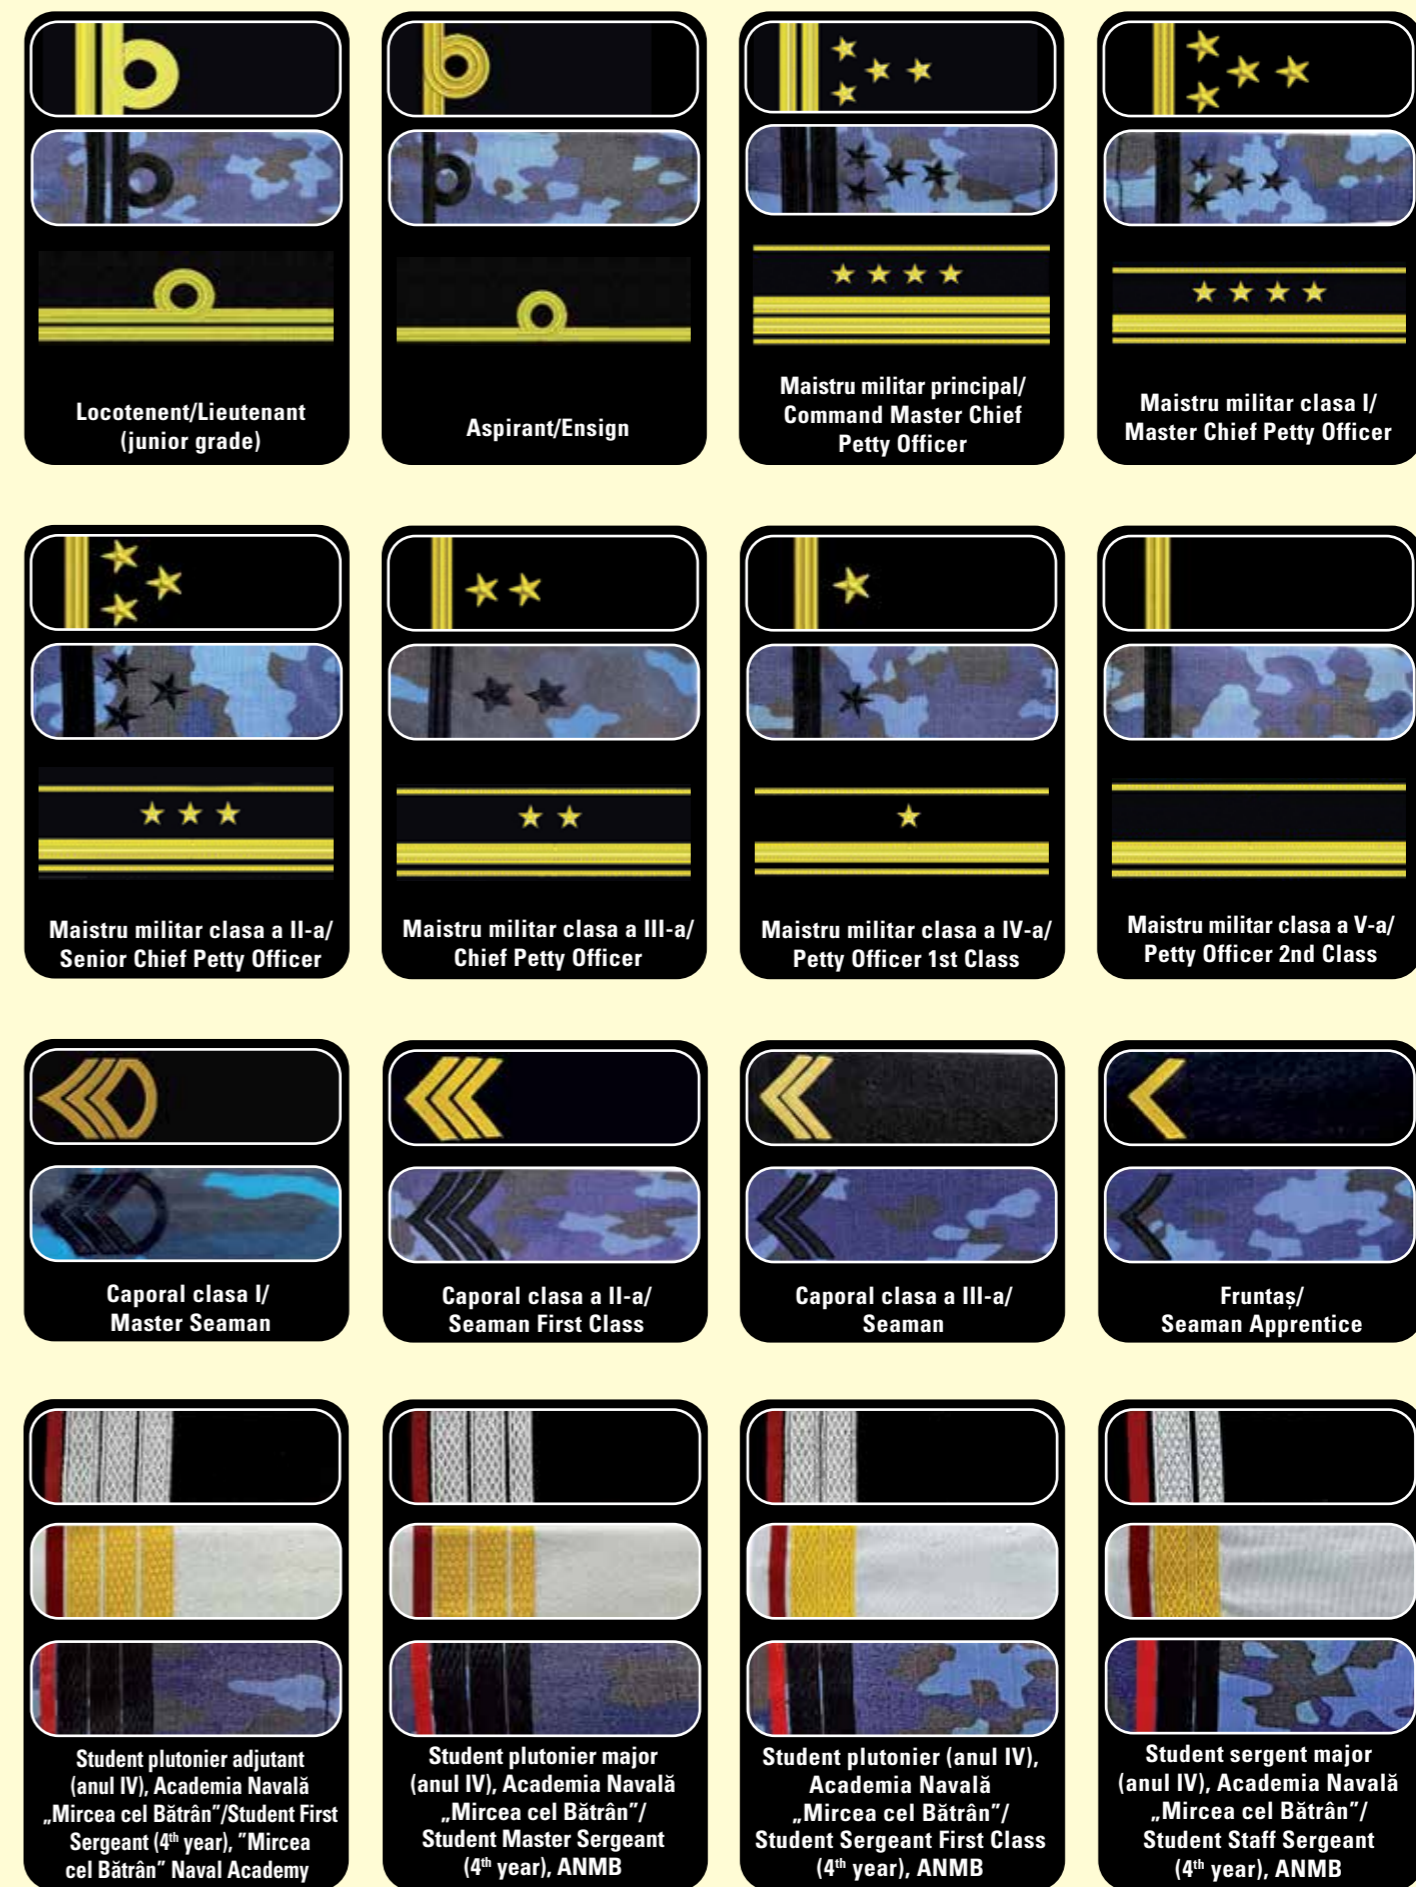 Locotenent/Lieutenant
(junior grade)
Aspirant/Ensign
Maistru militar principal/
Command Master Chief
Petty Officer
Maistru militar clasa I/
Master Chief Petty Officer
Maistru militar clasa a II-a/
Senior Chief Petty Officer
Maistru militar clasa a III-a/
Chief Petty Officer
Maistru militar clasa a IV-a/
Petty Officer 1st Class
Maistru militar clasa a V-a/
Petty Officer 2nd Class
Caporal clasa I/
Master Seaman
Caporal clasa a II-a/
Seaman First Class
Caporal clasa a III-a/
Seaman
Fruntaș/
Seaman Apprentice
Student plutonier adjutant
(anul IV), Academia Navală
„Mircea cel Bătrân”/Student First
Sergeant (4th year), ”Mircea
cel Bătrân” Naval Academy
Student plutonier major
(anul IV), Academia Navală
„Mircea cel Bătrân”/
Student Master Sergeant
(4th year), ANMB
Student plutonier (anul IV),
Academia Navală
„Mircea cel Bătrân”/
Student Sergeant First Class
(4th year), ANMB
Student sergent major
(anul IV), Academia Navală
„Mircea cel Bătrân”/
Student Staff Sergeant
(4th year), ANMB